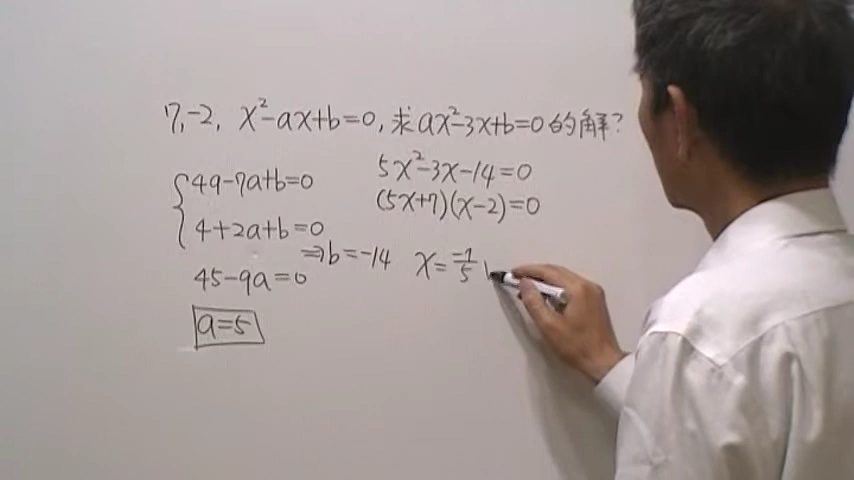 7,-2, x²-ax+b=0, 求ax²-3x+b=0的解?
49-7a+b=0
4+2a+b=0
⇒b=-14
45-9a=0
a=5
5x²-3x-14=0
(5x+7)(x-2)=0
x=-7/5